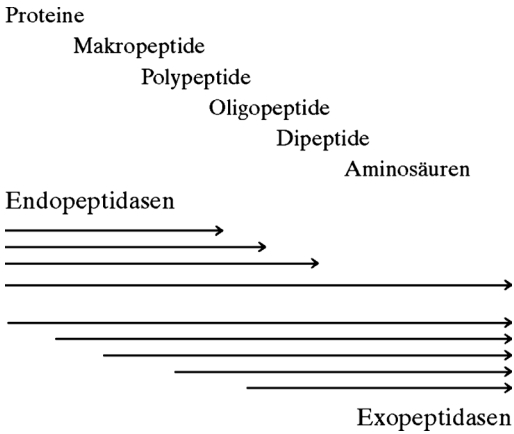 Proteine
Makropeptide
Polypeptide
Oligopeptide
Dipeptide
Aminosäuren
Endopeptidasen
Exopeptidasen